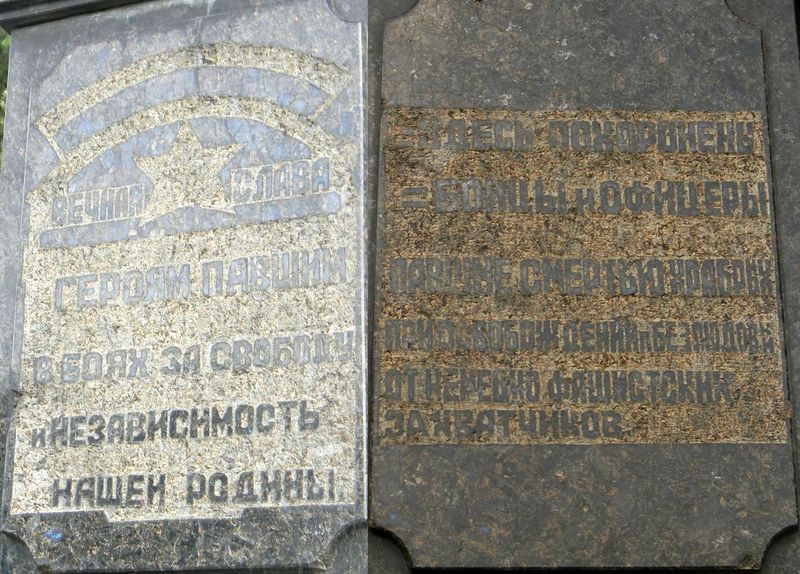 ВЕЧНАЯ СЛАВА
ГЕРОЯМ ПАВШИМ
В БОЯХ ЗА СВОБОДУ
И НЕЗАВИСИМОСТЬ
НАШЕЙ РОДИНЫ
=ЗДЕСЬ ПОХОРОНЕНЫ
=БОЙЦЫ И ОФИЦЕРЫ
ПАВШИЕ СМЕРТЬЮ ХРАБРЫХ
ПРИ ОСВОБОЖДЕНИИ П БЕЗЛЮДОВКИ
ОТ НЕМЕЦКО ФАШИСТСКИХ
ЗАХВАТЧИКОВ